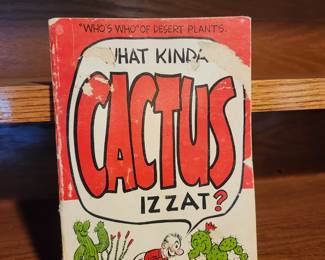 "WHO'S WHO" OF DESERT PLANTS.
WHAT KINDA
CACTUS
IZZAT?